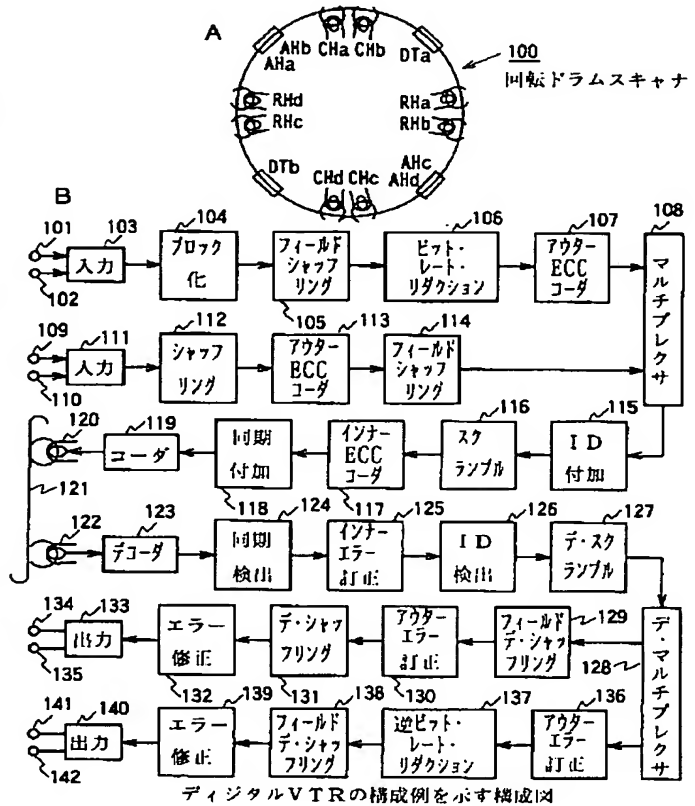 A
AHb
AHa
CHa
CHb
DTa
100
回転ドラムスキャナ
RHd
RHc
RHa
RHb
DTb
CHd
CHc
AHc
AHd
B
101
102
103
入力
104
ブロック
化
フィールド
シャッフ
リング
105
106
ビット・
レート・
リダクション
107
アウター
ECC
コーダ
108
マルチプレクサ
109
110
111
入力
112
シャッ
フリング
113
アウター
ECC
コーダ
114
フィールド
シャッフ
リング
120
119
コーダ
同期
付加
118
インナー
ECC
コーダ
117
116
スク
ランブル
115
ID
付加
121
122
123
デコーダ
124
同期
検出
125
インナー
エラー
訂正
126
ID
検出
127
デ・スク
ランブル
134
135
133
出力
エラー
修正
132
デ・シャッ
フリング
131
アウター
エラー
訂正
130
フィールド
デ・シャッ
フリング
129
128
デ・マルチプレクサ
141
142
140
出力
139
エラー
修正
138
フィールド
デ・シャッ
フリング
137
逆ビット・
レート・
リダクション
136
アウター
エラー
訂正
ディジタルVTRの構成例を示す構成図